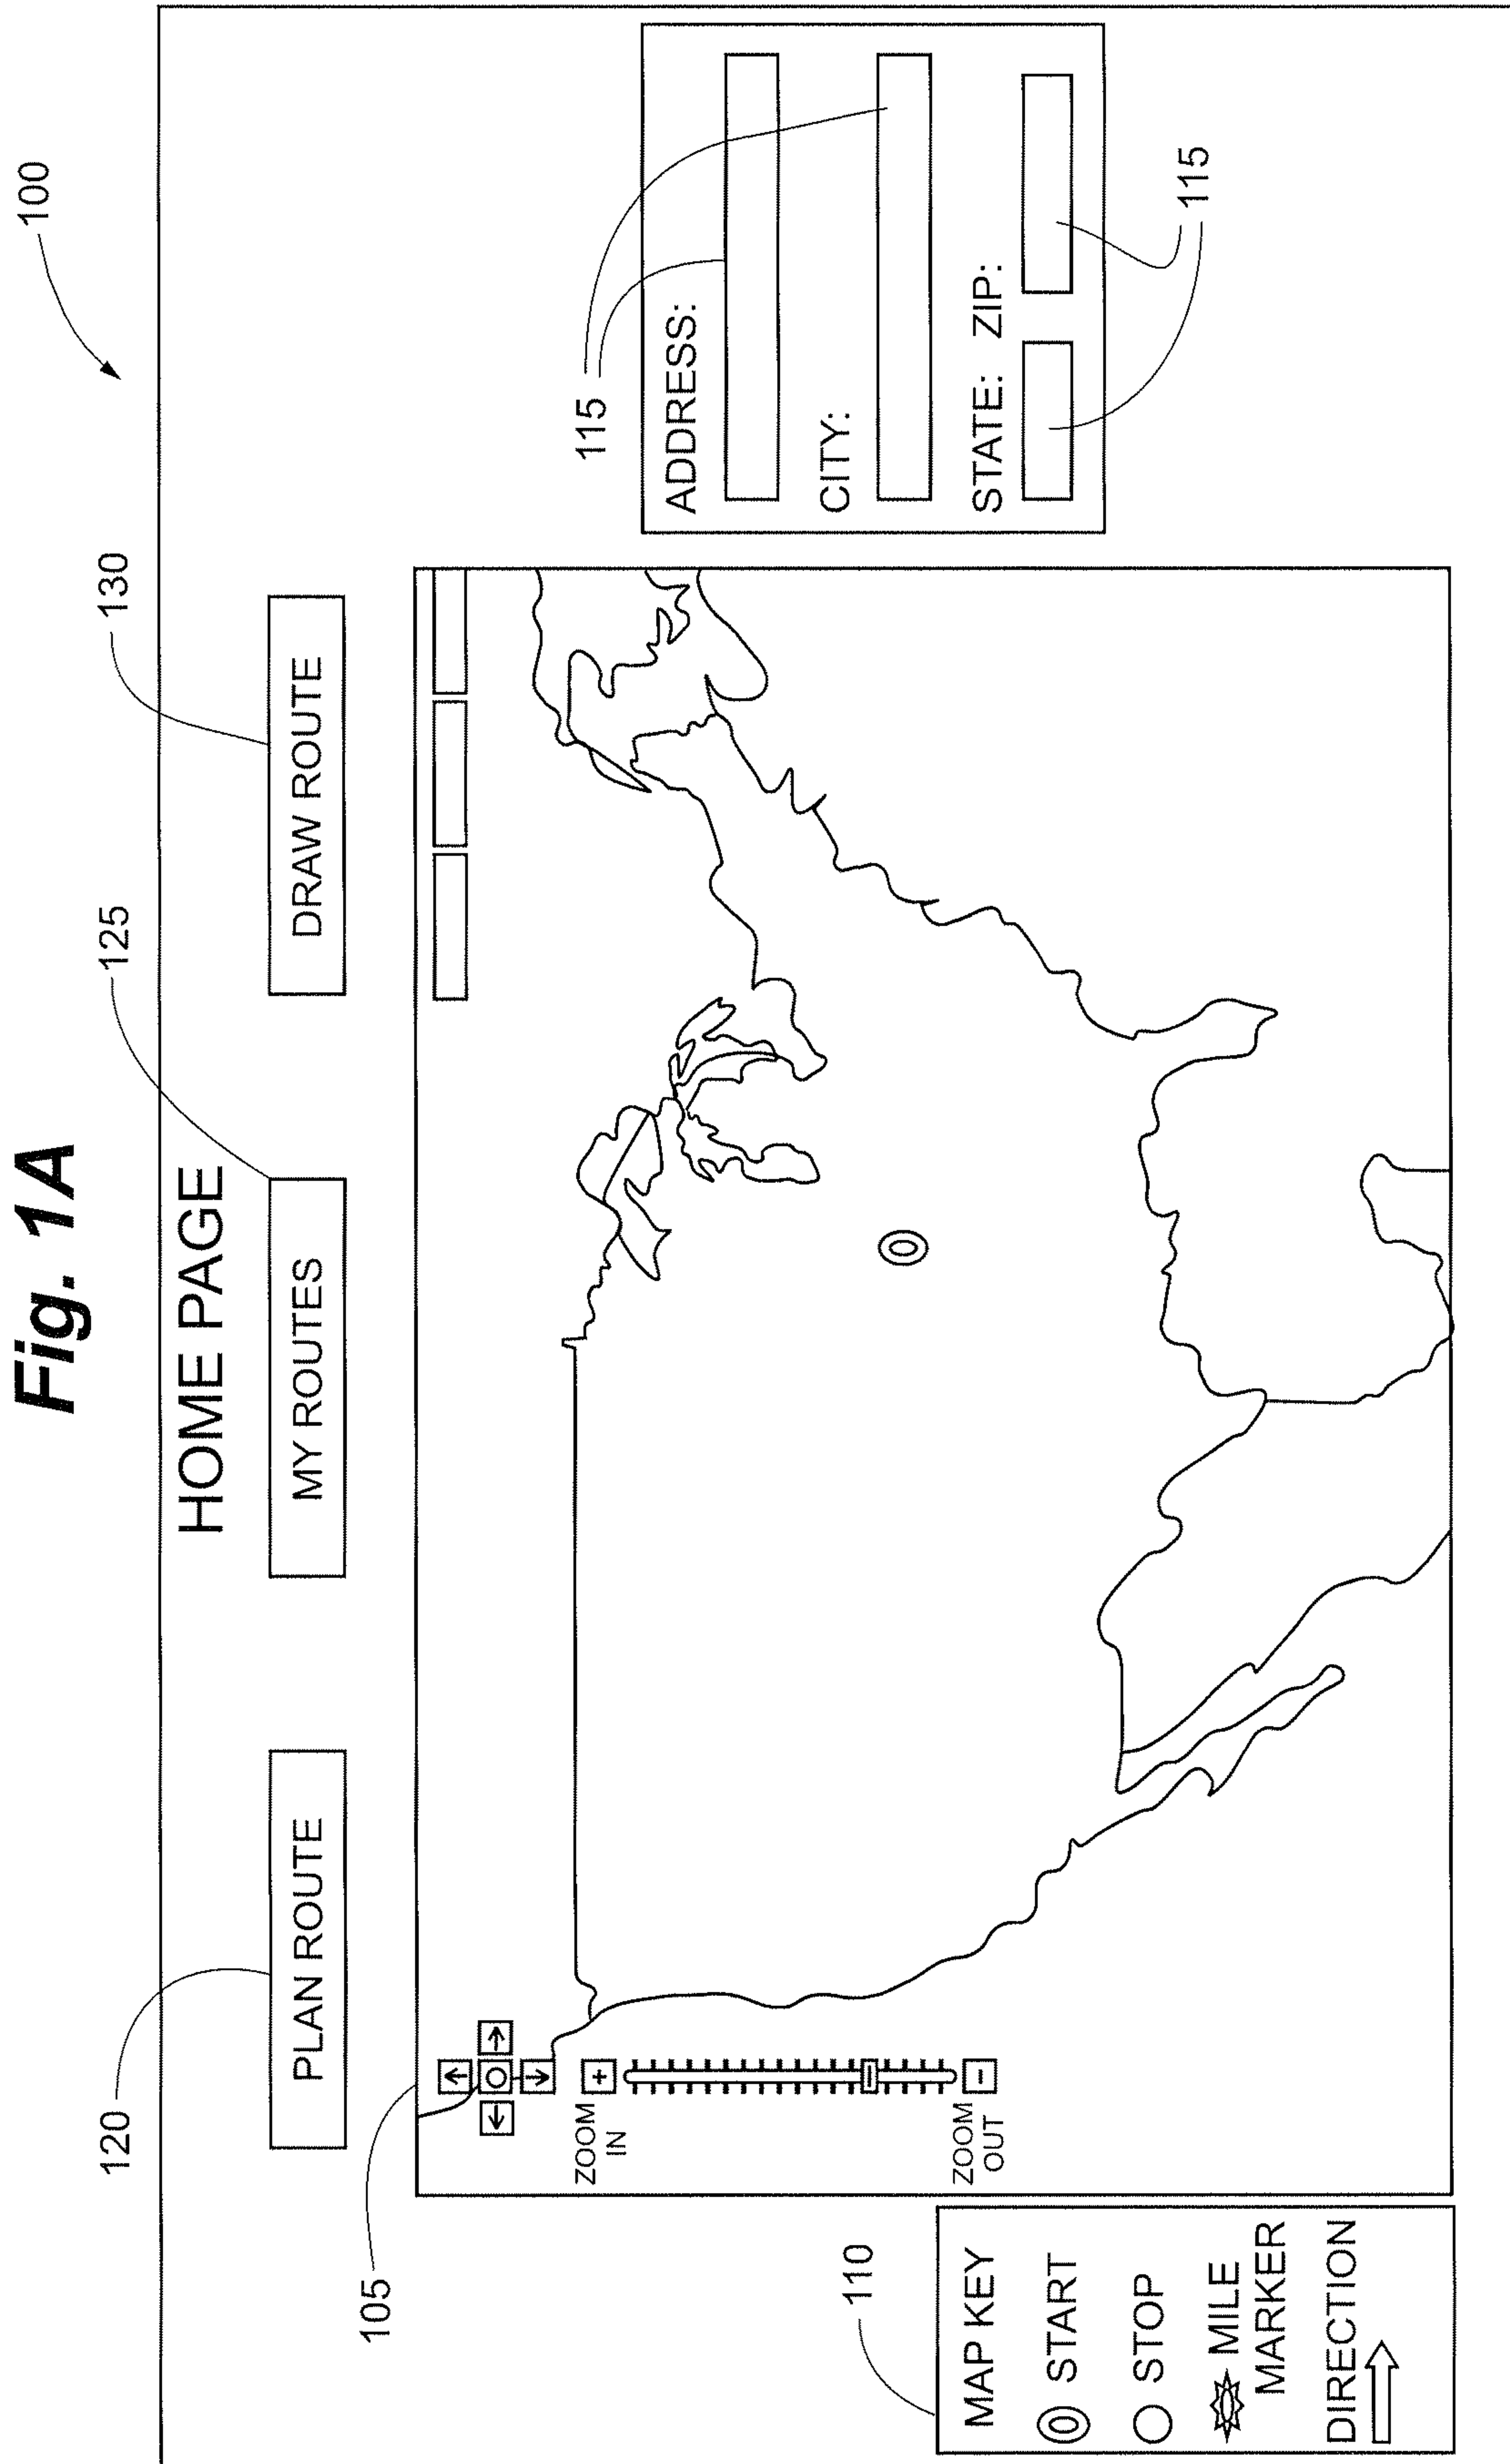 Fig. 1A
100
HOME PAGE
120
PLAN ROUTE
125
MY ROUTES
130
DRAW ROUTE
105
ZOOM
IN
+
-
ZOOM
OUT
110
MAP KEY
START
STOP
MILE
MARKER
DIRECTION
115
ADDRESS:
CITY:
STATE: ZIP:
115